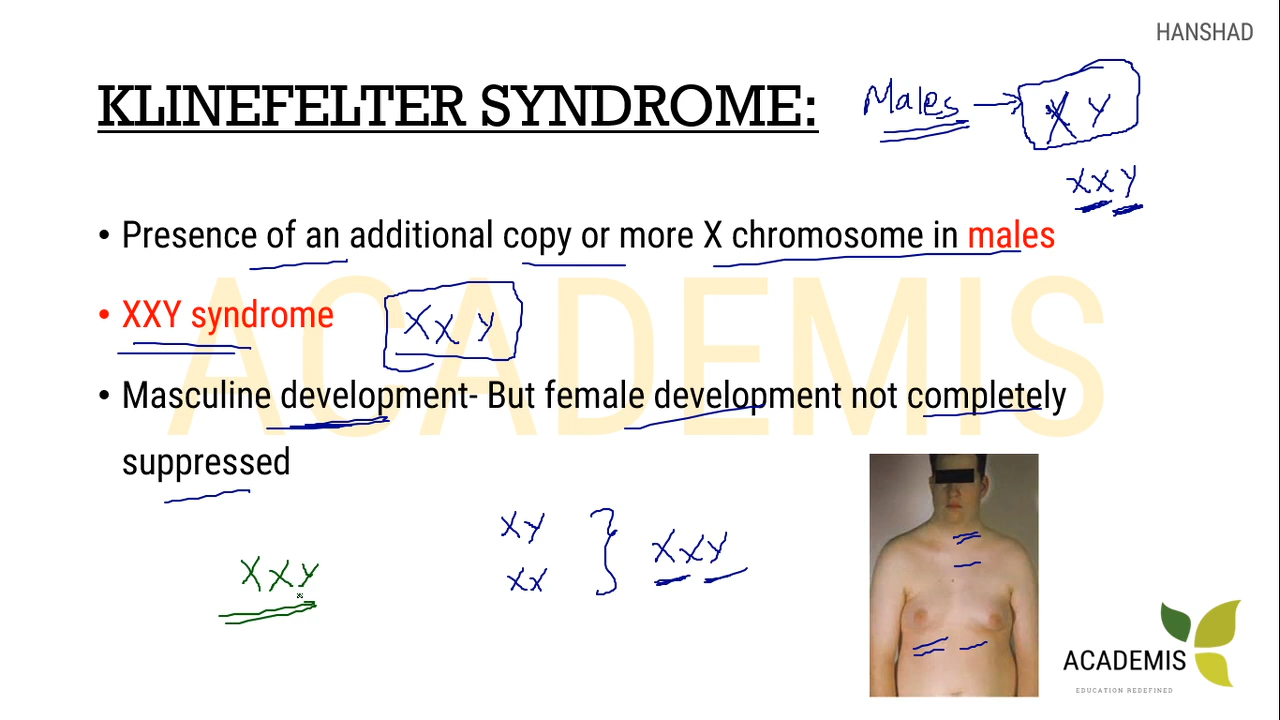 HANSHAD
KLINEFELTER SYNDROME:
Males → XY
XXY
• Presence of an additional copy or more X chromosome in males
• XXY syndrome
XXY
• Masculine development- But female development not completely
suppressed
ACADEMIS
XY
XX
XXY
XXY
ACADEMIS
EDUCATION REDEFINED